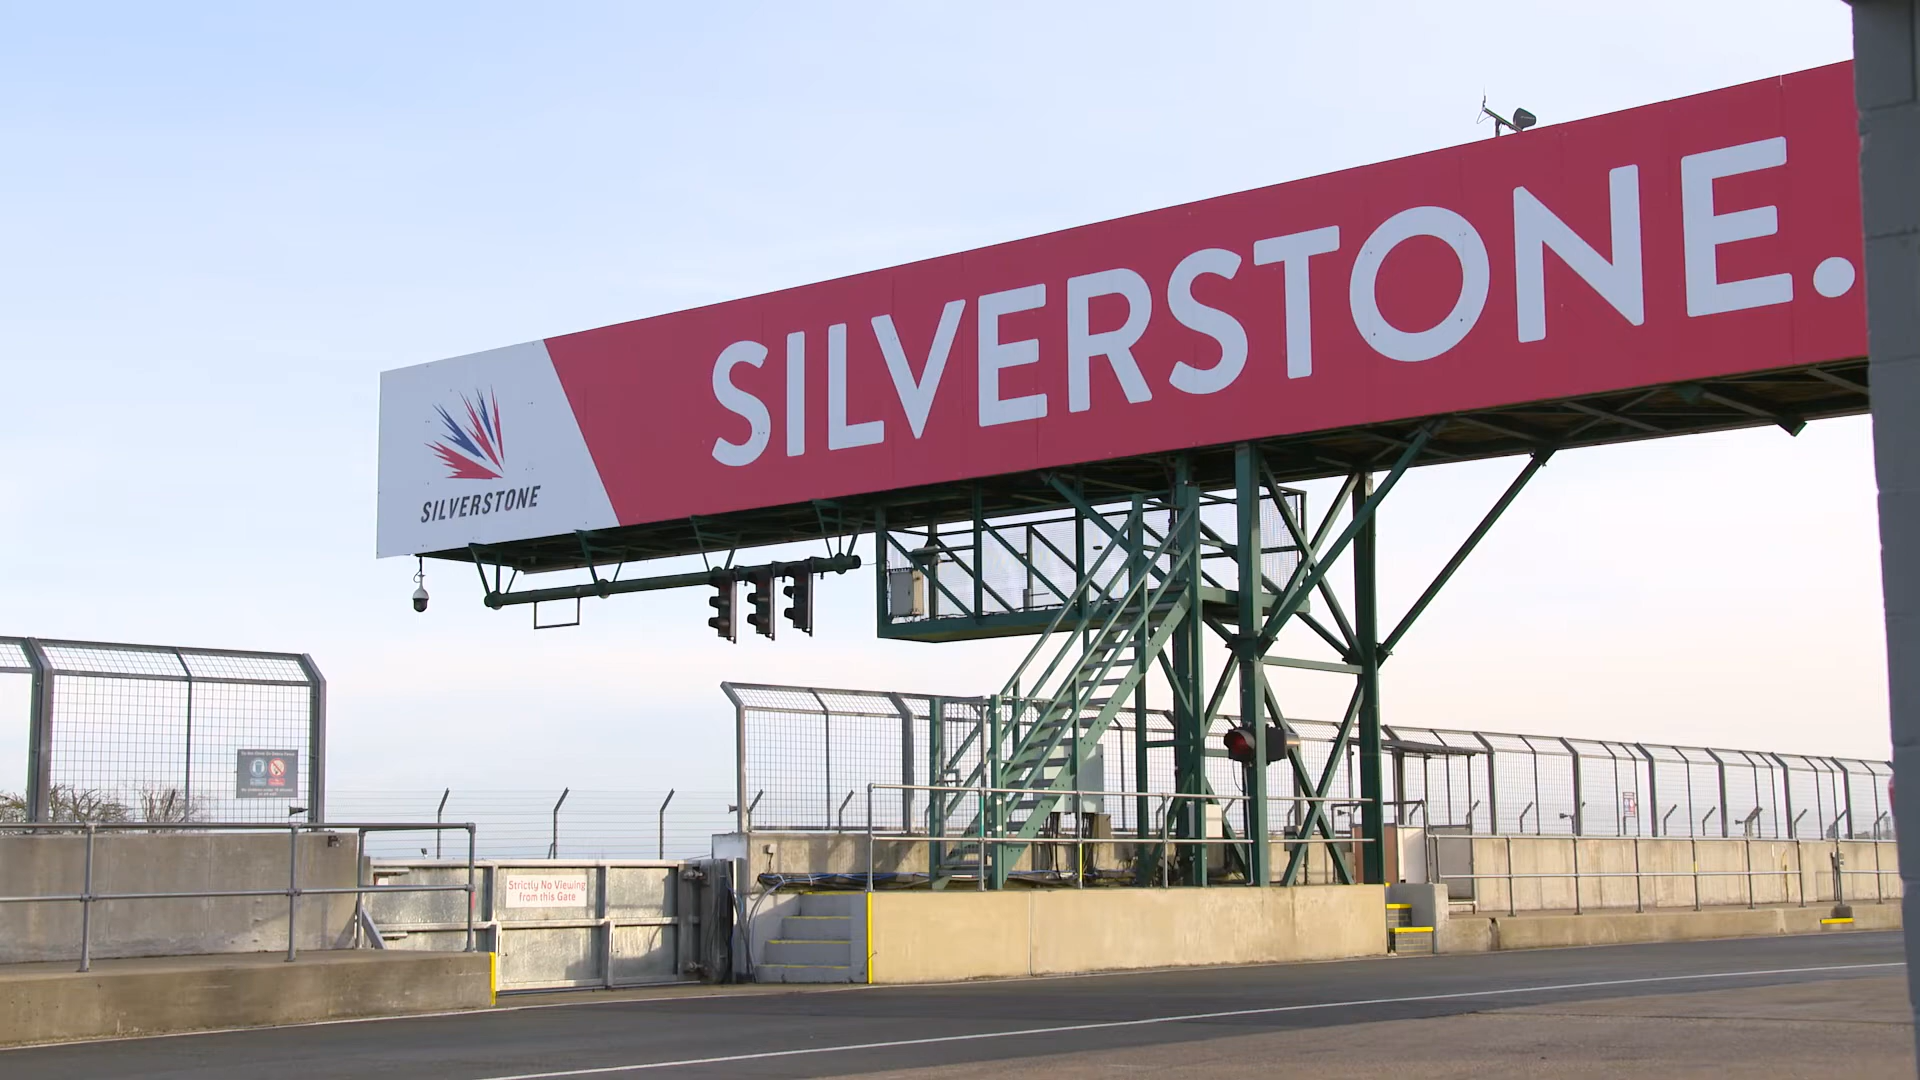 SILVERSTONE.
SILVERSTONE
Strictly No Viewing
from this Gate